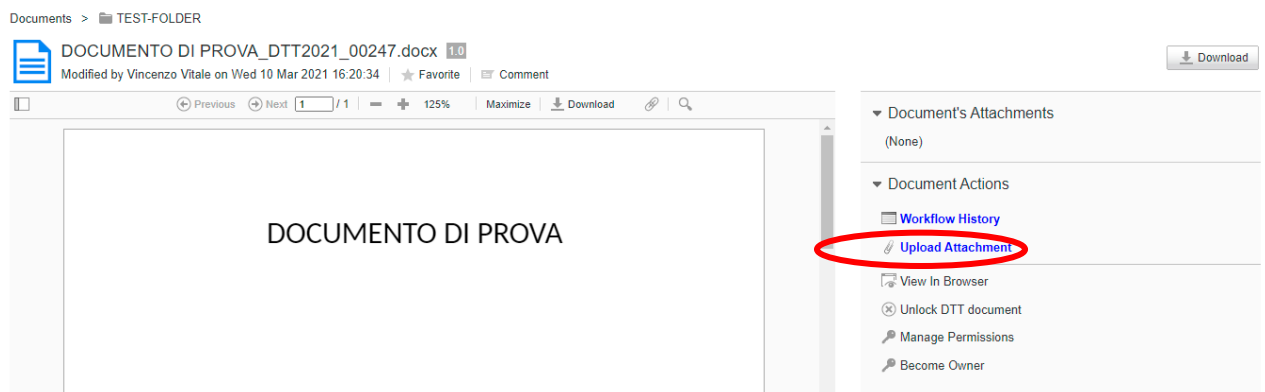 Documents > TEST-FOLDER
DOCUMENTO DI PROVA_DTT2021_00247.docx 1.0
Modified by Vincenzo Vitale on Wed 10 Mar 2021 16:20:34 Favorite Comment
Download
Previous Next 1 / 1 125% Maximize Download
DOCUMENTO DI PROVA
Document's Attachments
(None)
Document Actions
Workflow History
Upload Attachment
View In Browser
Unlock DTT document
Manage Permissions
Become Owner